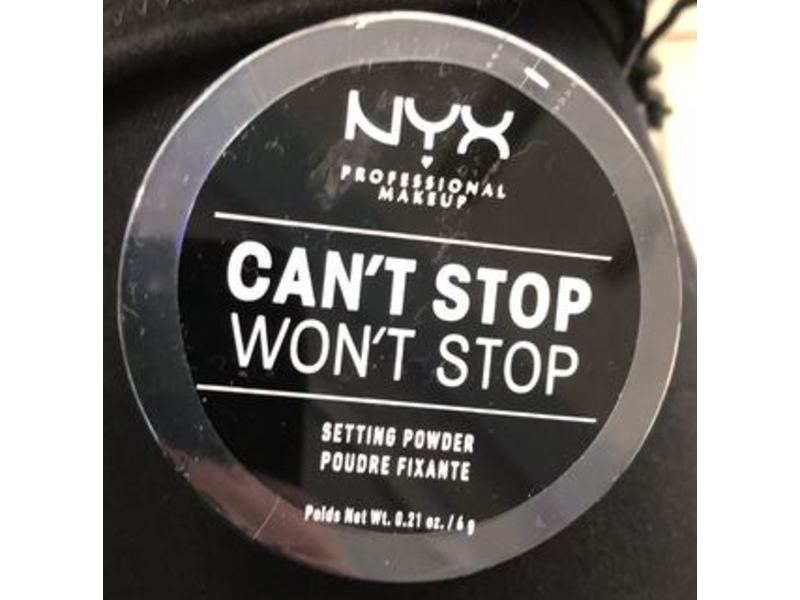 NYX
PROFESSIONAL
MAKEUP
CAN'T STOP
WON'T STOP
SETTING POWDER
POUDRE FIXANTE
Poids Net Wt. 0.21 oz. / 6 g